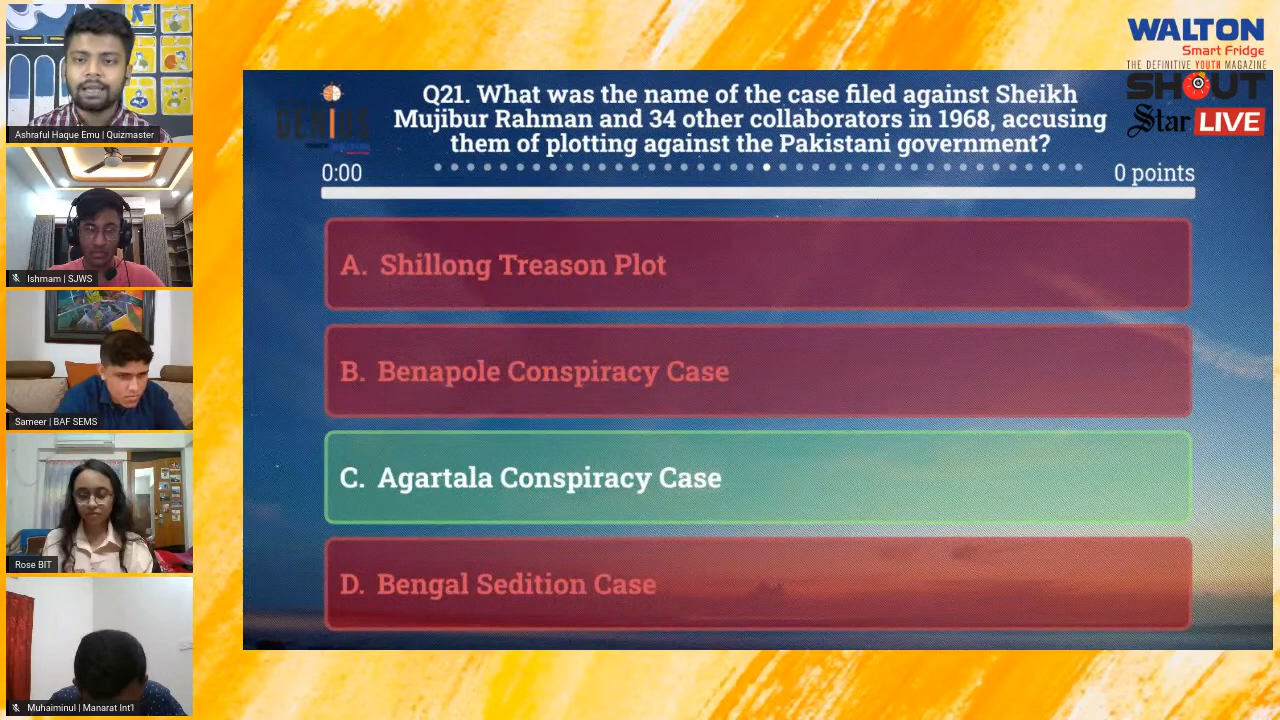 Ashraful Haque Emu | Quizmaster
Ishmam | SJWS
Sameer | BAF SEMS
Rose BIT
Muhaiminul | Manarat Int'l
WALTON
Smart Fridge
THE DEFINITIVE YOUTH MAGAZINE
SHOUT
Star LIVE
GENIUS
Q21. What was the name of the case filed against Sheikh
Mujibur Rahman and 34 other collaborators in 1968, accusing
them of plotting against the Pakistani government?
0:00
0 points
A. Shillong Treason Plot
B. Benapole Conspiracy Case
C. Agartala Conspiracy Case
D. Bengal Sedition Case